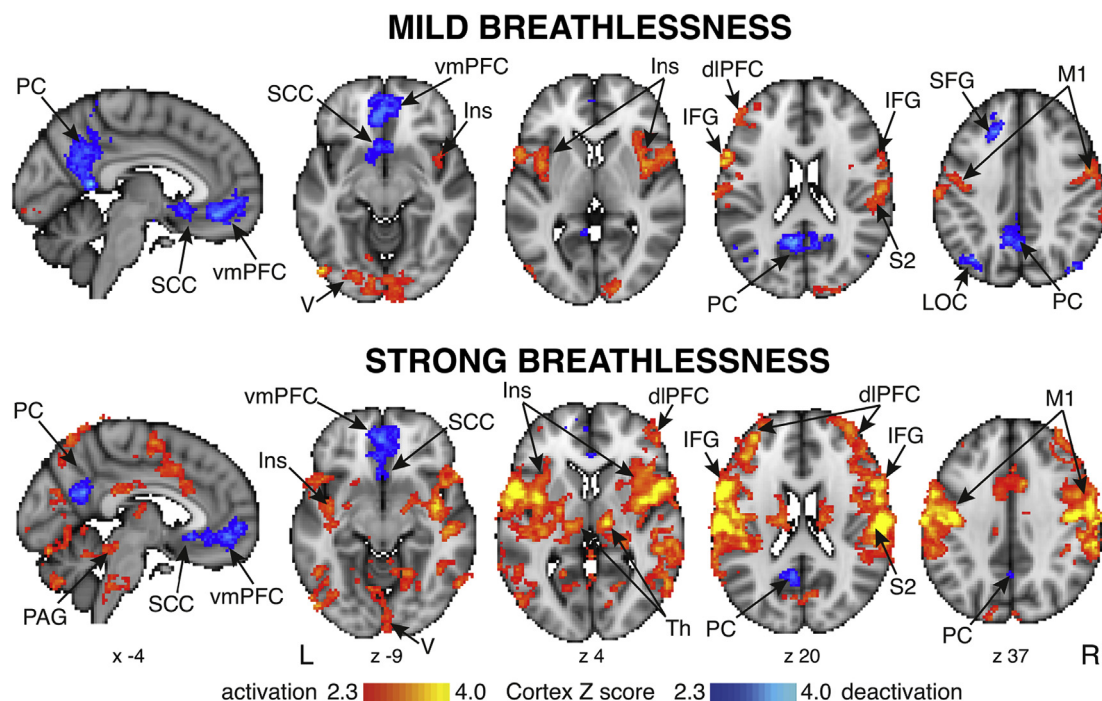 MILD BREATHLESSNESS
PC
SCC
vmPFC
SCC
vmPFC
Ins
V
Ins
dlPFC
IFG
IFG
S2
PC
SFG
M1
LOC
PC
STRONG BREATHLESSNESS
PC
PAG
SCC
vmPFC
vmPFC
SCC
Ins
V
Ins
dlPFC
Th
dlPFC
IFG
IFG
S2
PC
M1
PC
x -4
L
z -9
z 4
z 20
z 37
R
activation 2.3 4.0 Cortex Z score 2.3 4.0 deactivation